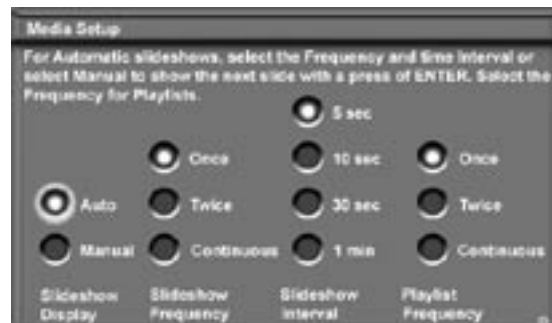 Media Setup
For Automatic slideshows, select the Frequency and time interval or
select Manual to show the next slide with a press of ENTER. Select the
Frequency for Playlists.
5 sec
Once 10 sec Once
Auto Twice 30 sec Twice
Manual Continuous 1 min Continuous
Slideshow Slideshow Slideshow Playlist
Display Frequency Interval Frequency